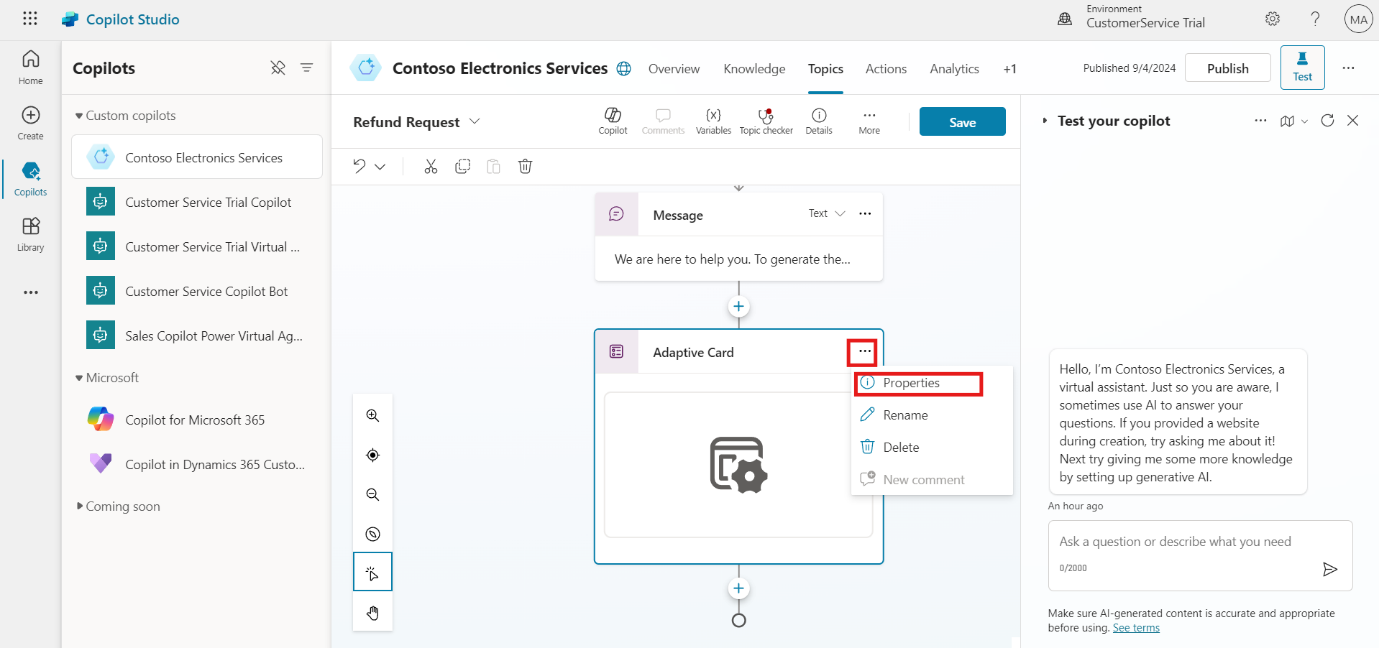 Copilot Studio
Environment
CustomerService Trial
MA
Home
Create
Copilots
Library
Copilots
Custom copilots
Contoso Electronics Services
Customer Service Trial Copilot
Customer Service Trial Virtual ...
Customer Service Copilot Bot
Sales Copilot Power Virtual Ag...
Microsoft
Copilot for Microsoft 365
Copilot in Dynamics 365 Custo...
Coming soon
Contoso Electronics Services
Overview
Knowledge
Topics
Actions
Analytics
+1
Published 9/4/2024
Publish
Test
Refund Request
Copilot
Comments
{x}
Variables
Topic checker
Details
More
Save
Message
Text
We are here to help you. To generate the...
Adaptive Card
Properties
Rename
Delete
New comment
Test your copilot
Hello, I'm Contoso Electronics Services, a
virtual assistant. Just so you are aware, I
sometimes use AI to answer your
questions. If you provided a website
during creation, try asking me about it!
Next try giving me some more knowledge
by setting up generative AI.
An hour ago
Ask a question or describe what you need
0/2000
Make sure AI-generated content is accurate and appropriate
before using. See terms